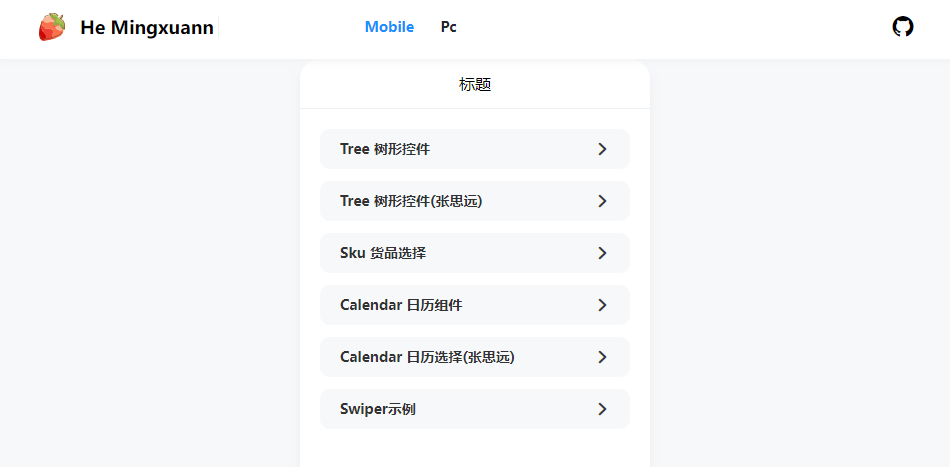 He Mingxuann
Mobile
Pc
标题
Tree 树形控件
Tree 树形控件(张思远)
Sku 货品选择
Calendar 日历组件
Calendar 日历选择(张思远)
Swiper示例